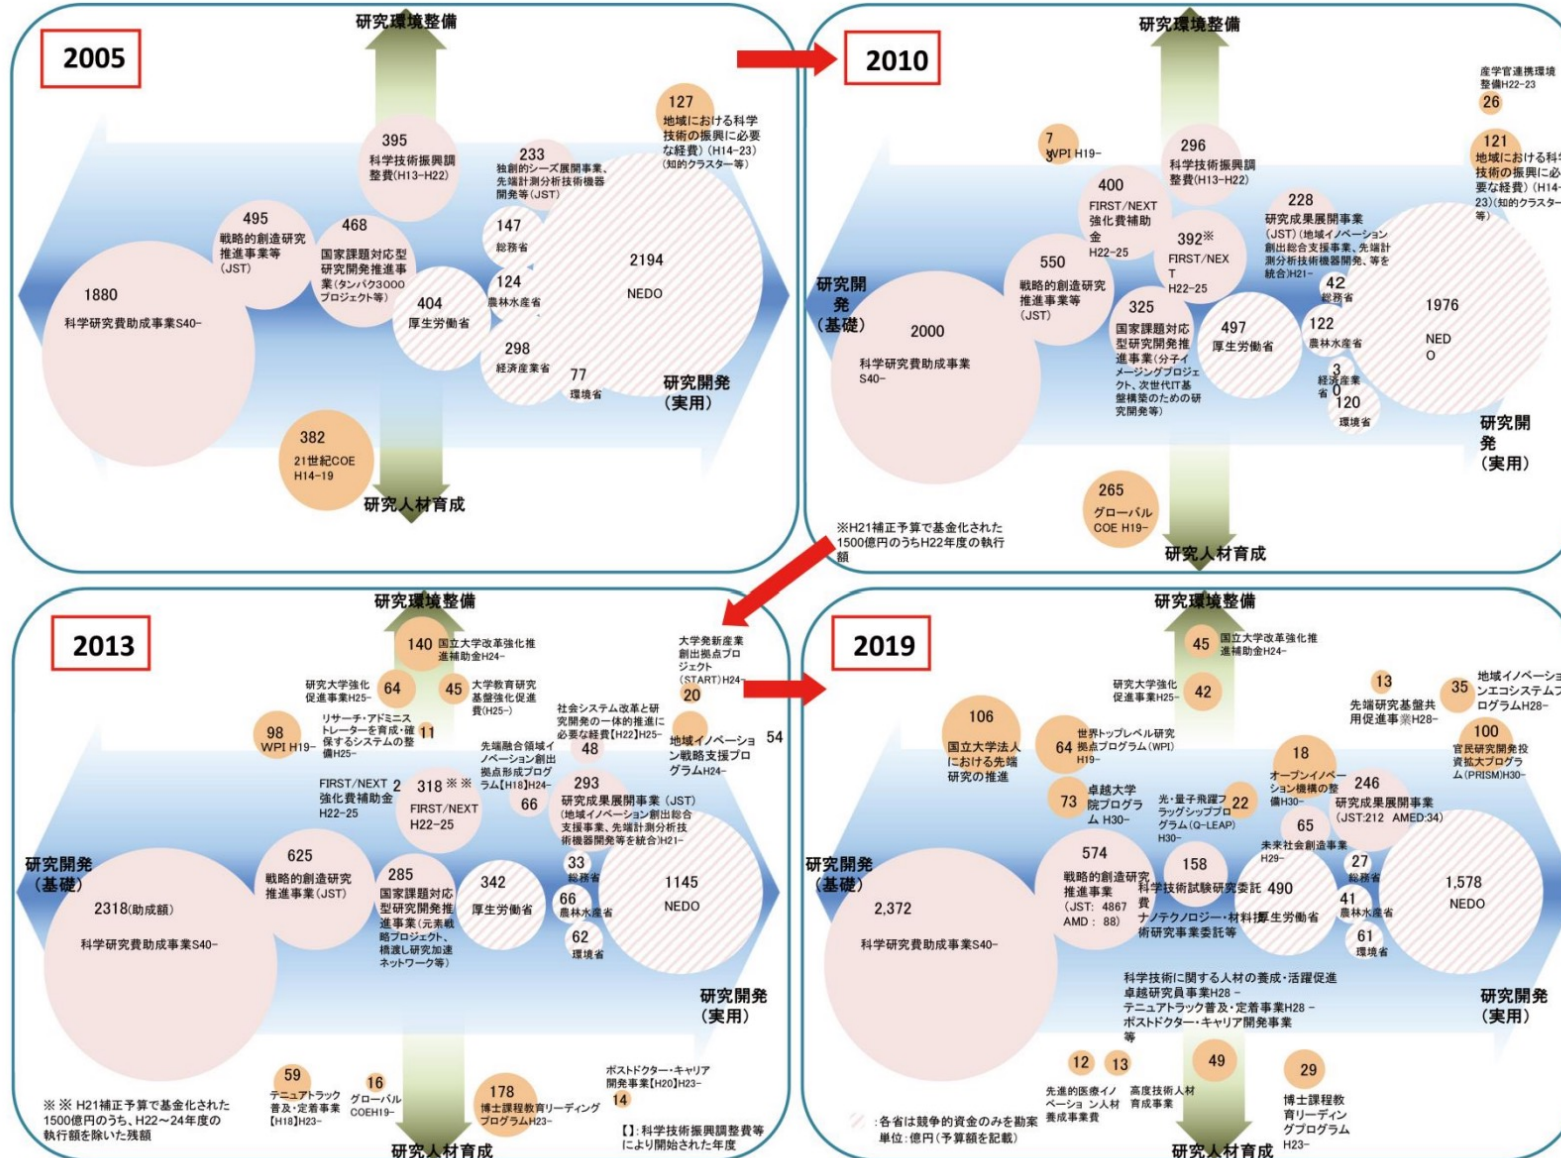 研究環境整備
2005
127
地域における科学
技術の振興に必要
な経費) (H14-23)
(知的クラスター等)
395
科学技術振興調
整費(H13-H22)
233
独創的シーズ展開事業、
先端計測分析技術機器
開発等(JST)
495
戦略的創造研究
推進事業等
(JST)
468
国家課題対応型
研究開発推進事
業(タンパク3000
プロジェクト等)
147
総務省
2194
NEDO
1880
科学研究費助成事業S40-
404
厚生労働省
124
農林水産省
298
経済産業省
77
環境省
研究開発
(実用)
382
21世紀COE
H14-19
研究人材育成
研究環境整備
2010
産学官連携環境
整備H22-23
26
73
WPI H19-
296
科学技術振興調
整費(H13-H22)
121
地域における科学
技術の振興に必
要な経費) (H14-
23)(知的クラスター
等)
400
FIRST/NEXT
強化費補助
金
H22-25
392※
FIRST/NEX
T
H22-25
228
研究成果展開事業
(JST)(地域イノベーション
創出総合支援事業、先端計
測分析技術機器開発、等を
統合)H21-
研究開
発
(基礎)
550
戦略的創造研究
推進事業等
(JST)
42
総務省
1976
NED
O
2000
科学研究費助成事業
S40-
325
国家課題対応
型研究開発推
進事業(分子イ
メージングプロジェ
クト、次世代IT基
盤構築のための研
究開発等)
497
厚生労働省
122
農林水産省
30
経済産業
省
120
環境省
研究開
発
(実用)
265
グローバル
COE H19-
※H21補正予算で基金化された
1500億円のうちH22年度の執行
額
研究人材育成
研究環境整備
2013
140
国立大学改革強化推
進補助金H24-
大学発新産業
創出拠点プロ
ジェクト
(START)H24-
20
研究大学強化
促進事業H25-
64
45
大学教育研究
基盤強化促進
費(H25-)
98
WPI H19-
リサーチ・アドミニス
トレーターを育成・確
保するシステムの整
備H25-
11
社会システム改革と研
究開発の一体的推進に
必要な経費【H22】H25-
48
54
地域イノベーショ
ン戦略支援プロ
グラムH24-
先端融合領域イ
ノベーション創出
拠点形成プログ
ラム【H18】H24-
66
FIRST/NEXT 2
強化費補助金
H22-25
318※※
FIRST/NEXT
H22-25
293
研究成果展開事業 (JST)
(地域イノベーション創出総合
支援事業、先端計測分析技
術機器開発等を統合)H21-
研究開発
(基礎)
625
戦略的創造研究
推進事業(JST)
285
国家課題対応
型研究開発推
進事業(元素戦
略プロジェクト、
橋渡し研究加速
ネットワーク等)
342
厚生労働省
33
総務省
66
農林水産省
62
環境省
1145
NEDO
2318(助成額)
科学研究費助成事業S40-
研究開発
(実用)
59
テニュアトラック
普及・定着事業
【H18】H23-
16
グローバル
COEH19-
178
博士課程教育リーディング
プログラムH23-
ポストドクター・キャリア
開発事業【H20】H23-
14
※ ※ H21補正予算で基金化された
1500億円のうち、H22~24年度の
執行額を除いた残額
【】:科学技術振興調整費等
により開始された年度
研究人材育成
研究環境整備
2019
45
国立大学改革強化推
進補助金H24-
研究大学強化
促進事業H25-
42
13
先端研究基盤共
用促進事業H28-
35
地域イノベーショ
ンエコシステムプ
ログラムH28-
106
国立大学法人
における先端
研究の推進
64
世界トップレベル研究
拠点プログラム(WPI)
H19-
100
官民研究開発投
資拡大プログラ
ム(PRISM)H30-
18
オープンイノベー
ション機構の整
備H30-
73
卓越大学
院プログラ
ム H30-
光・量子飛躍フ
ラッグシッププロ
グラム(Q-LEAP)
H30-
22
246
研究成果展開事業
(JST:212 AMED:34)
65
未来社会創造事業
H29-
574
戦略的創造研究
推進事業
(JST: 4867
AMD : 88)
158
科学技術試験研究委託
費
ナノテクノロジー・材料技
術研究事業委託等
490
厚生労働省
27
総務省
41
農林水産省
61
環境省
1,578
NEDO
2,372
科学研究費助成事業S40-
研究開発
(実用)
科学技術に関する人材の養成・活躍促進
卓越研究員事業H28 -
テニュアトラック普及・定着事業H28 -
ポストドクター・キャリア開発事業
等
12
先進的医療イノ
ベーション人材
養成事業費
13
高度技術人材
育成事業
49
29
博士課程教
育リーディン
グプログラム
H23-
:各省は競争的資金のみを勘案
単位:億円(予算額を記載)
研究人材育成